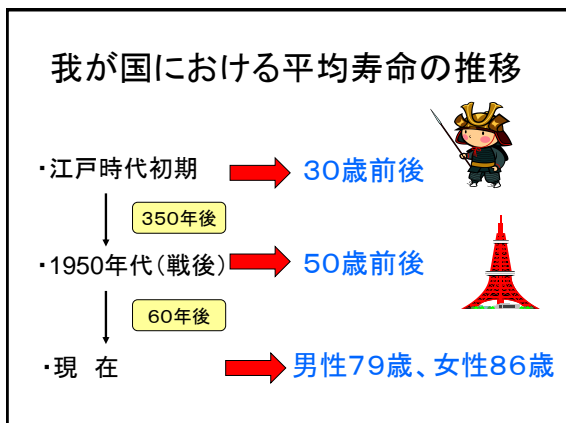 我が国における平均寿命の推移
・江戸時代初期 30歳前後
350年後
・1950年代(戦後) 50歳前後
60年後
・現 在 男性79歳、女性86歳